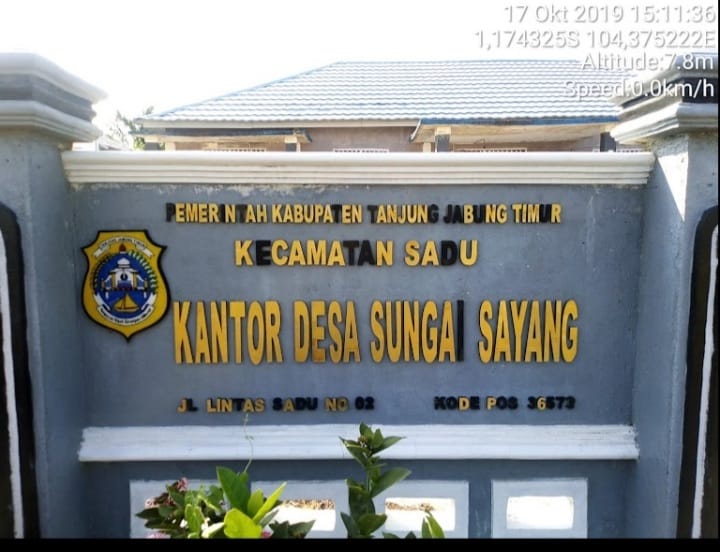 17 Okt 2019 15:11:36
1,174325S 104,375222E
Altitude:7.8m
Speed:0.0km/h
PEMERINTAH KABUPATEN TANJUNG JABUNG TIMUR
KECAMATAN SADU
KANTOR DESA SUNGAI SAYANG
JL LINTAS SADU NO 02 KODE POS 36573